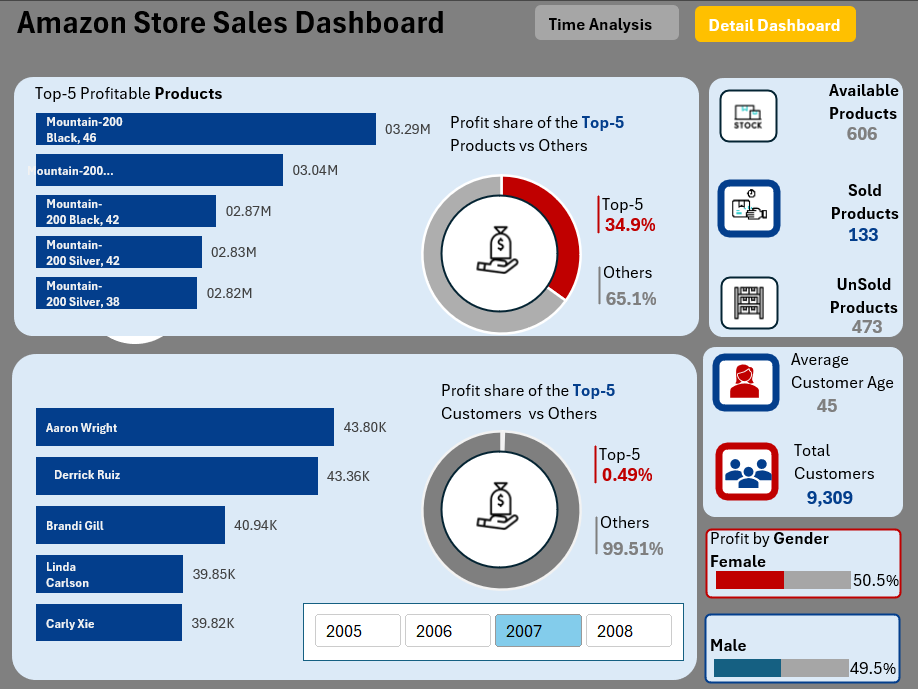 Amazon Store Sales Dashboard
Time Analysis
Detail Dashboard
Top-5 Profitable Products
Mountain-200
Black, 46
03.29M
ountain-200...
03.04M
Mountain-
200 Black, 42
02.87M
Mountain-
200 Silver, 42
02.83M
Mountain-
200 Silver, 38
02.82M
Profit share of the Top-5
Products vs Others
$
Top-5
34.9%
Others
65.1%
STOCK
Available
Products
606
Sold
Products
133
UnSold
Products
473
Aaron Wright
43.80K
Derrick Ruiz
43.36K
Brandi Gill
40.94K
Linda
Carlson
39.85K
Carly Xie
39.82K
Profit share of the Top-5
Customers vs Others
$
Top-5
0.49%
Others
99.51%
2005
2006
2007
2008
Average
Customer Age
45
Total
Customers
9,309
Profit by Gender
Female
50.5%
Male
49.5%